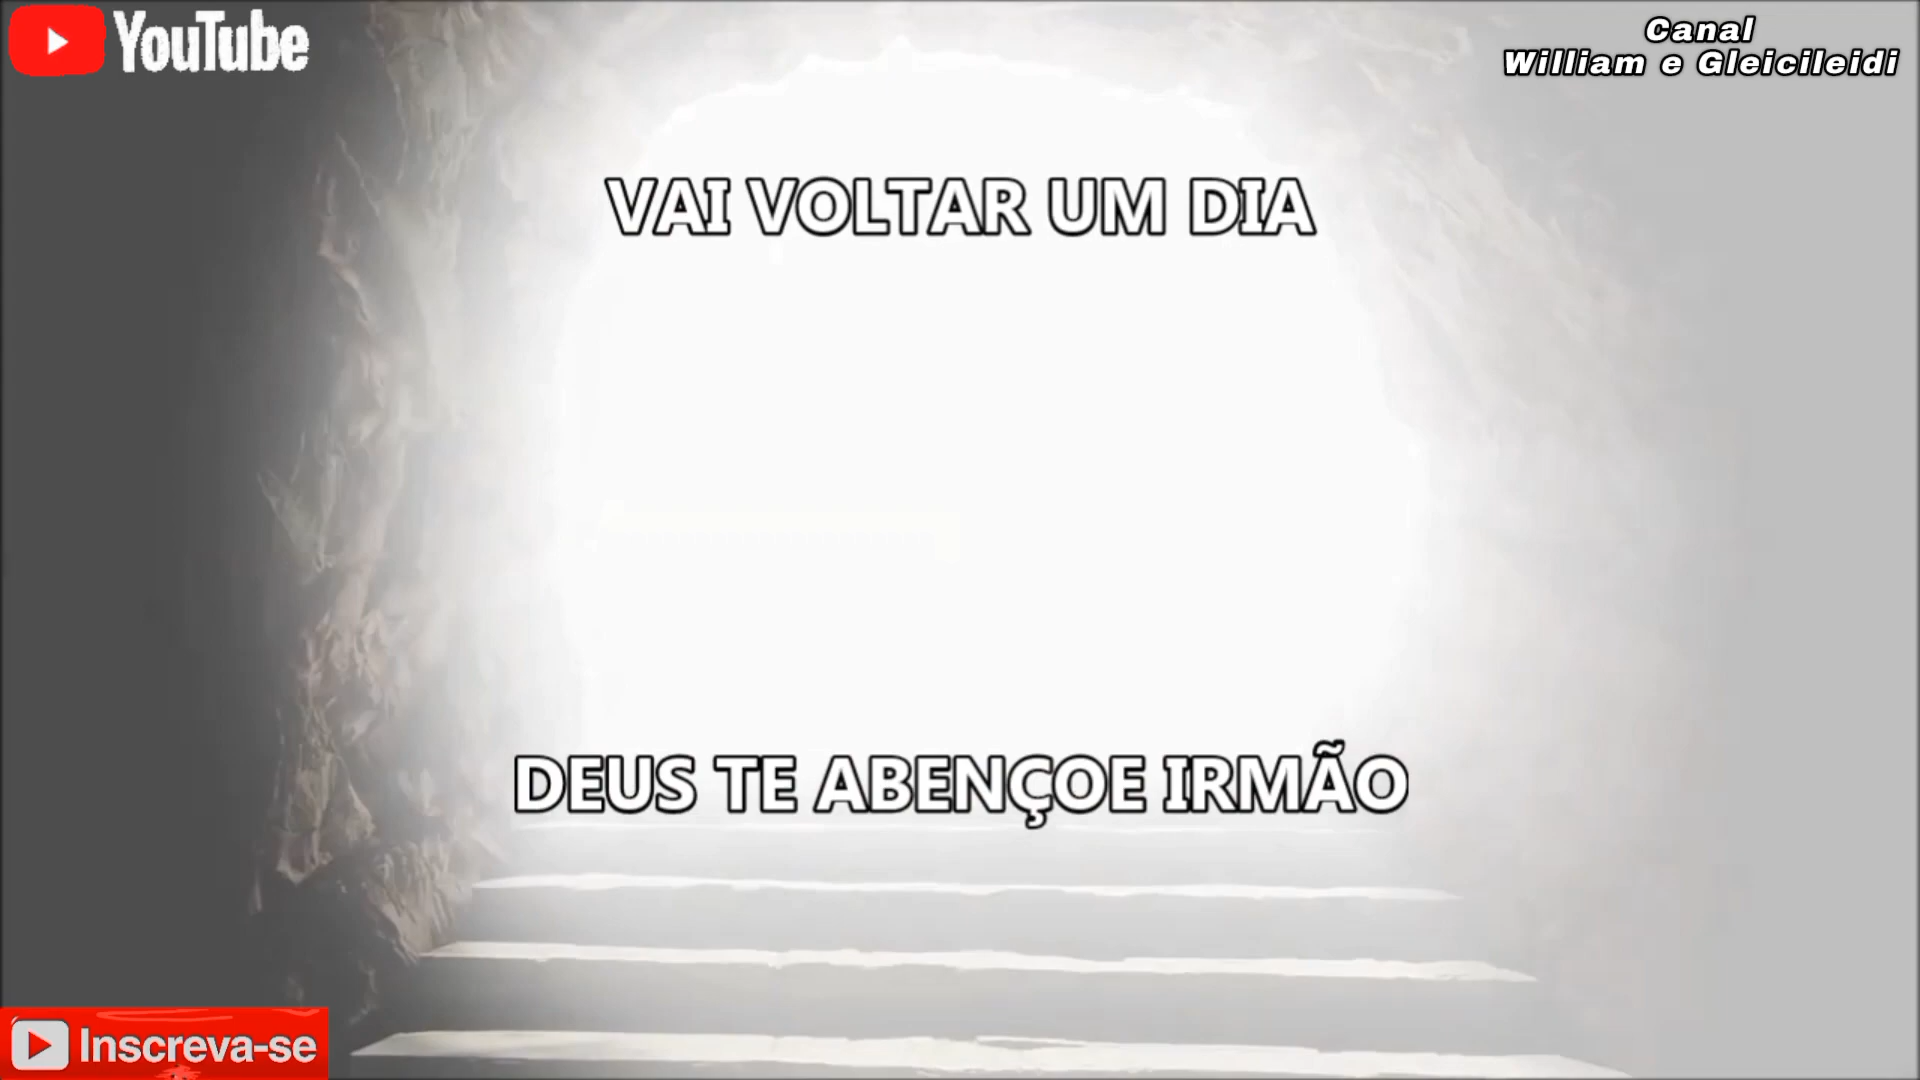 YouTube
Canal
William e Gleicileidi
VAI VOLTAR UM DIA
DEUS TE ABENÇOE IRMÃO
Inscreva-se